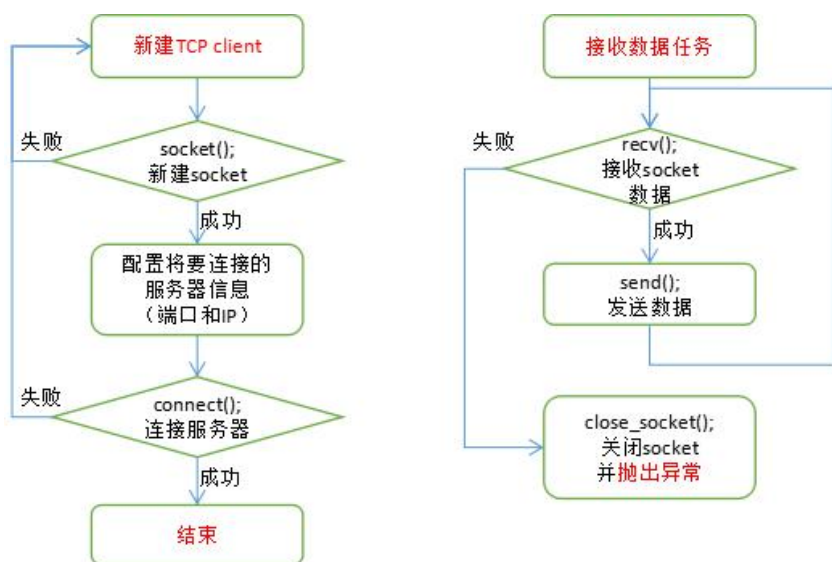 新建TCP client
失败
socket();
新建socket
成功
配置将要连接的
服务器信息
（端口和IP）
失败
connect();
连接服务器
成功
结束
接收数据任务
失败
recv();
接收socket
数据
成功
send();
发送数据
close_socket();
关闭socket
并抛出异常